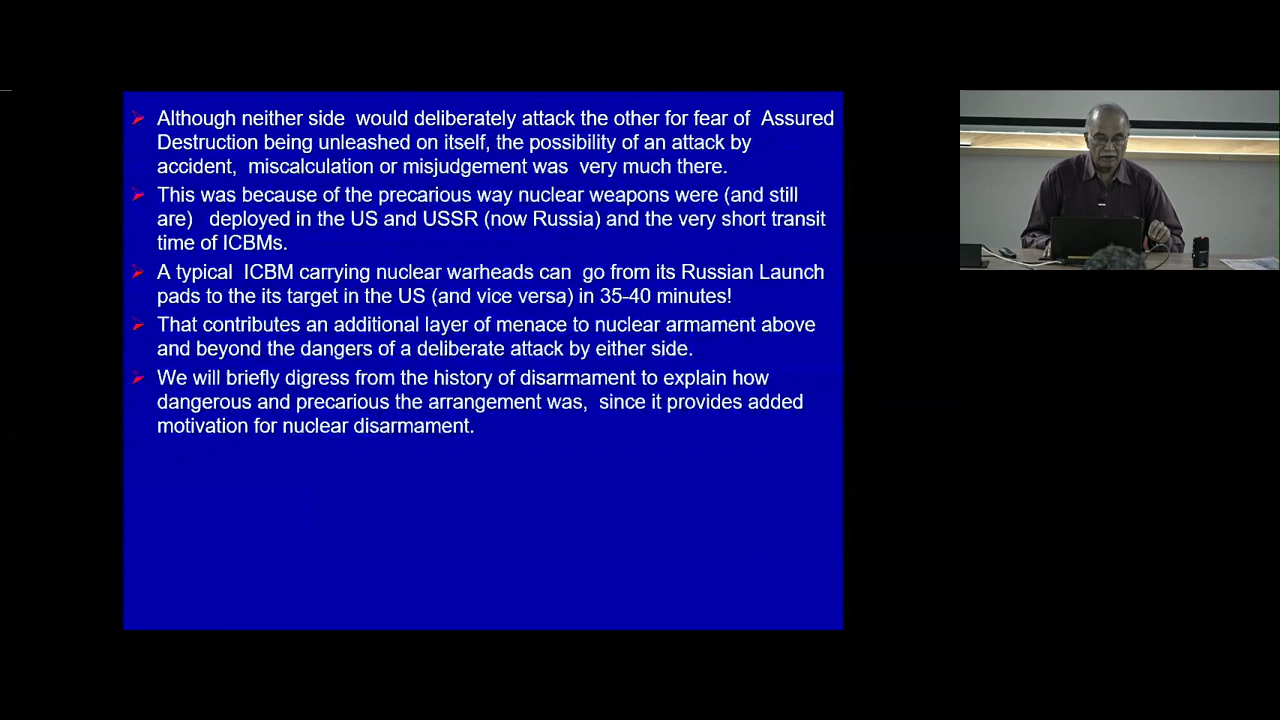 Although neither side would deliberately attack the other for fear of Assured
Destruction being unleashed on itself, the possibility of an attack by
accident, miscalculation or misjudgement was very much there.
This was because of the precarious way nuclear weapons were (and still
are) deployed in the US and USSR (now Russia) and the very short transit
time of ICBMs.
A typical ICBM carrying nuclear warheads can go from its Russian Launch
pads to the its target in the US (and vice versa) in 35-40 minutes!
That contributes an additional layer of menace to nuclear armament above
and beyond the dangers of a deliberate attack by either side.
We will briefly digress from the history of disarmament to explain how
dangerous and precarious the arrangement was, since it provides added
motivation for nuclear disarmament.